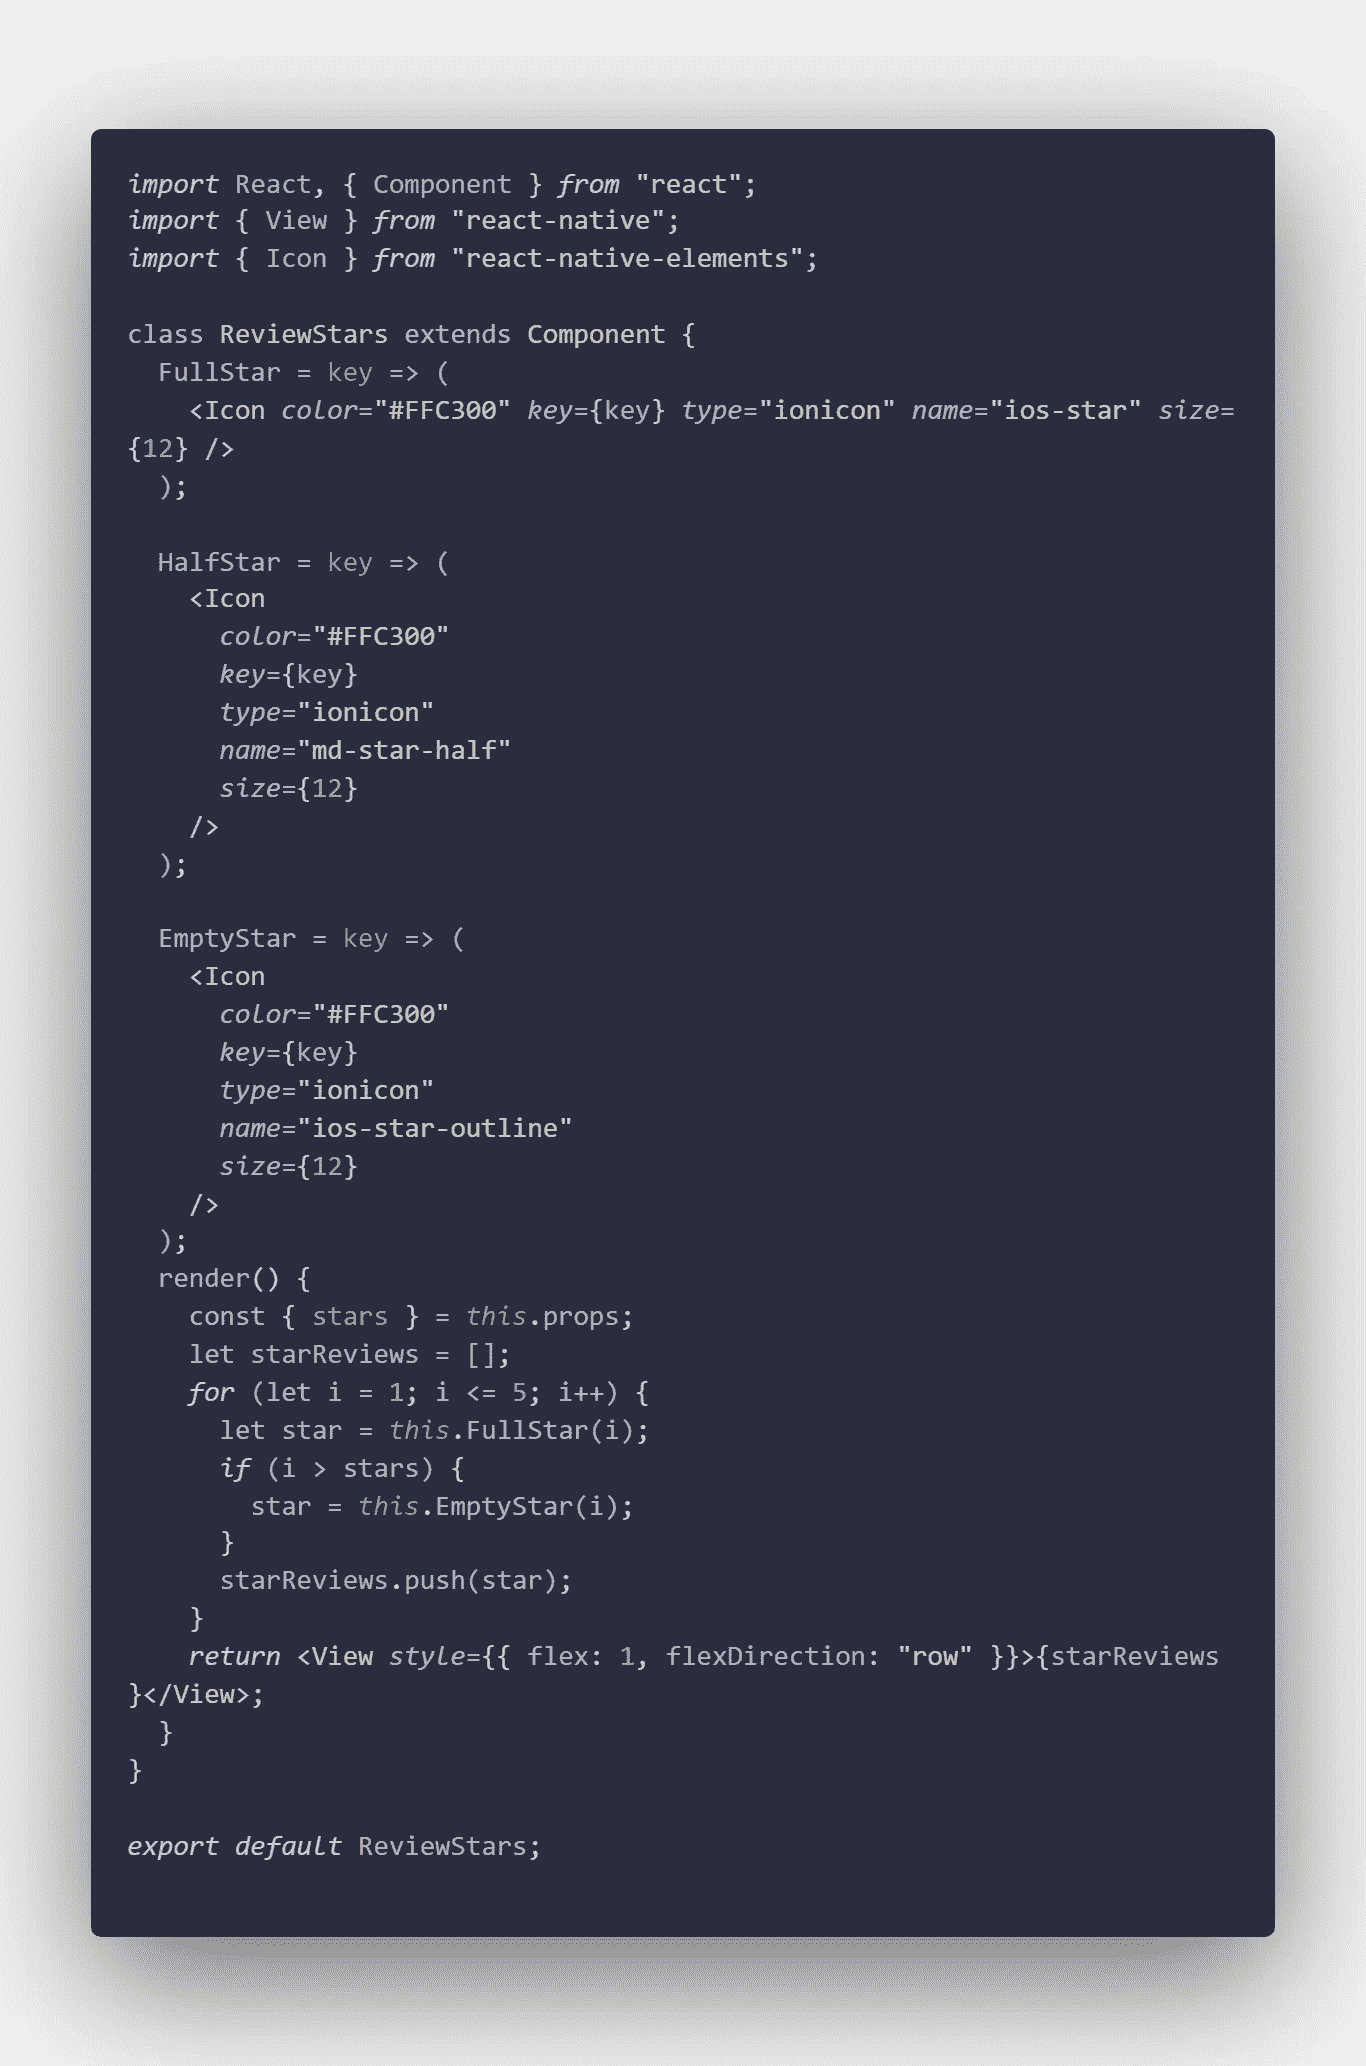 import React, { Component } from "react";
import { View } from "react-native";
import { Icon } from "react-native-elements";

class ReviewStars extends Component {
  FullStar = key => (
    <Icon color="#FFC300" key={key} type="ionicon" name="ios-star" size=
{12} />
  );

  HalfStar = key => (
    <Icon
      color="#FFC300"
      key={key}
      type="ionicon"
      name="md-star-half"
      size={12}
    />
  );

  EmptyStar = key => (
    <Icon
      color="#FFC300"
      key={key}
      type="ionicon"
      name="ios-star-outline"
      size={12}
    />
  );
  render() {
    const { stars } = this.props;
    let starReviews = [];
    for (let i = 1; i <= 5; i++) {
      let star = this.FullStar(i);
      if (i > stars) {
        star = this.EmptyStar(i);
      }
      starReviews.push(star);
    }
    return <View style={{ flex: 1, flexDirection: "row" }}>{starReviews
}</View>;
  }
}

export default ReviewStars;